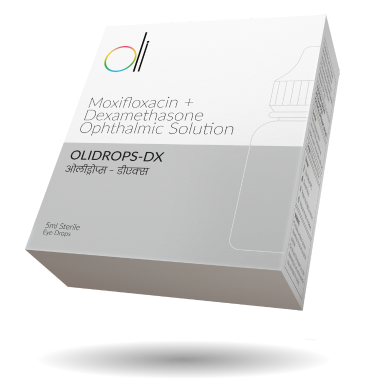 oli
Moxifloxacin +
Dexamethasone
Ophthalmic Solution
OLIDROPS-DX
ओलीड्रोप्स - डीएक्स
5ml Sterile
Eye Drops